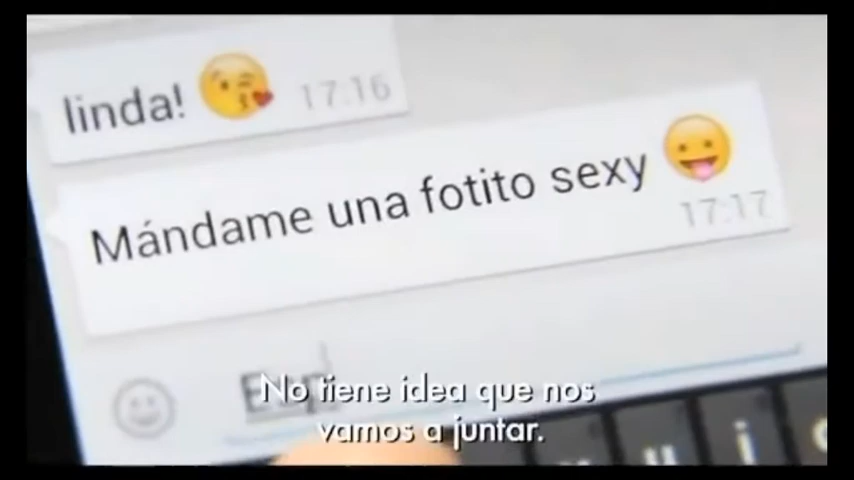 linda! 😘 17:16
Mándame una fotito sexy 😛
17:17
No tiene idea que nos
vamos a juntar.
u i